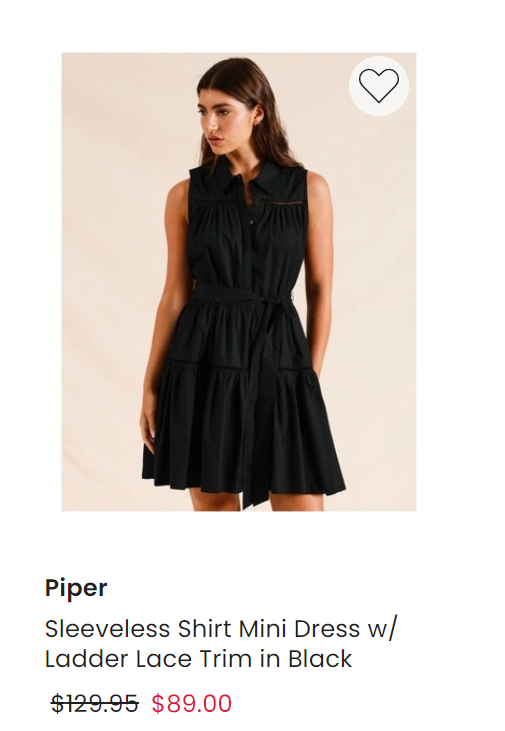 Piper
Sleeveless Shirt Mini Dress w/
Ladder Lace Trim in Black
$129.95 $89.00